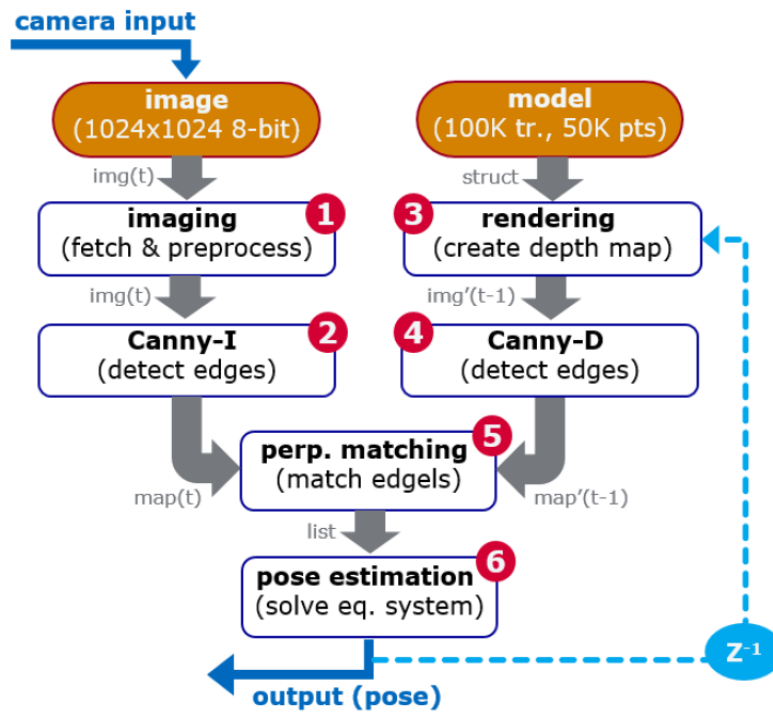 camera input
image
(1024x1024 8-bit)
model
(100K tr., 50K pts)
img(t)
struct
1
imaging
(fetch & preprocess)
3
rendering
(create depth map)
img(t)
img'(t-1)
2
Canny-I
(detect edges)
4
Canny-D
(detect edges)
5
perp. matching
(match edgels)
map(t)
map'(t-1)
list
6
pose estimation
(solve eq. system)
Z⁻¹
output (pose)